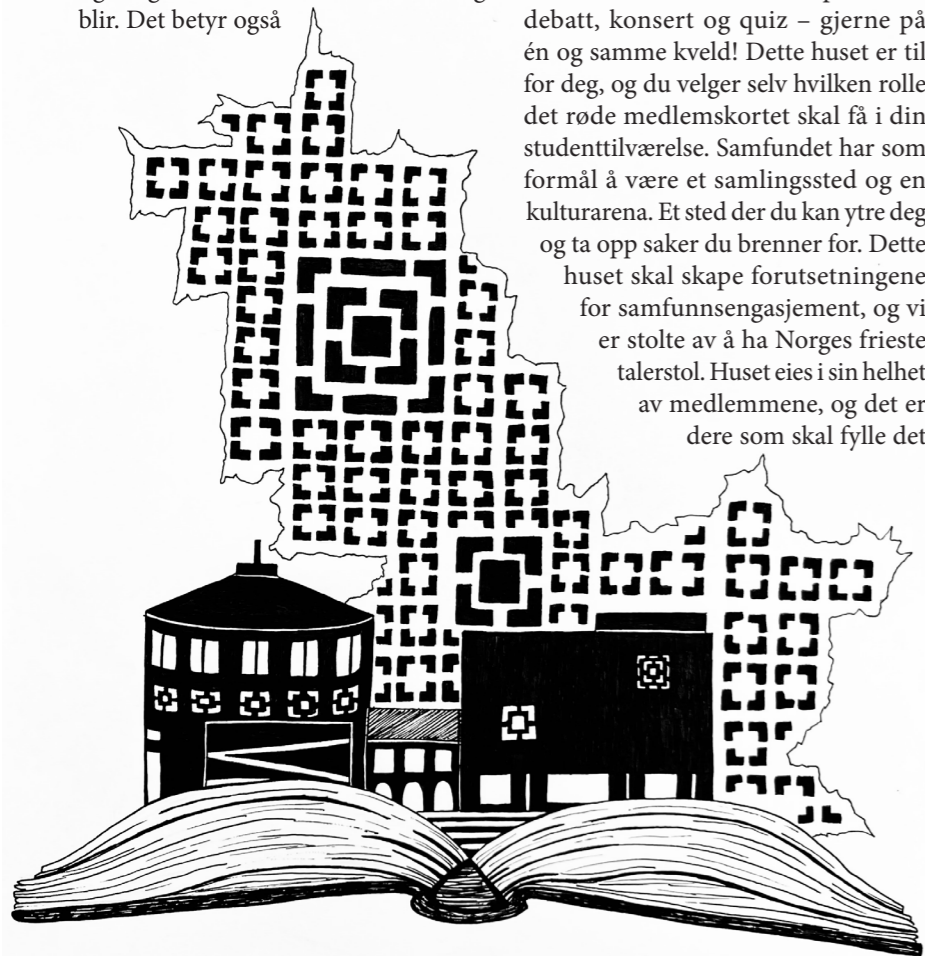 blir. Det betyr også
debatt, konsert og quiz – gjerne på
én og samme kveld! Dette huset er til
for deg, og du velger selv hvilken rolle
det røde medlemskortet skal få i din
studenttilværelse. Samfundet har som
formål å være et samlingssted og en
kulturarena. Et sted der du kan ytre deg
og ta opp saker du brenner for. Dette
huset skal skape forutsetningene
for samfunnsengasjement, og vi
er stolte av å ha Norges frieste
talerstol. Huset eies i sin helhet
av medlemmene, og det er
dere som skal fylle det